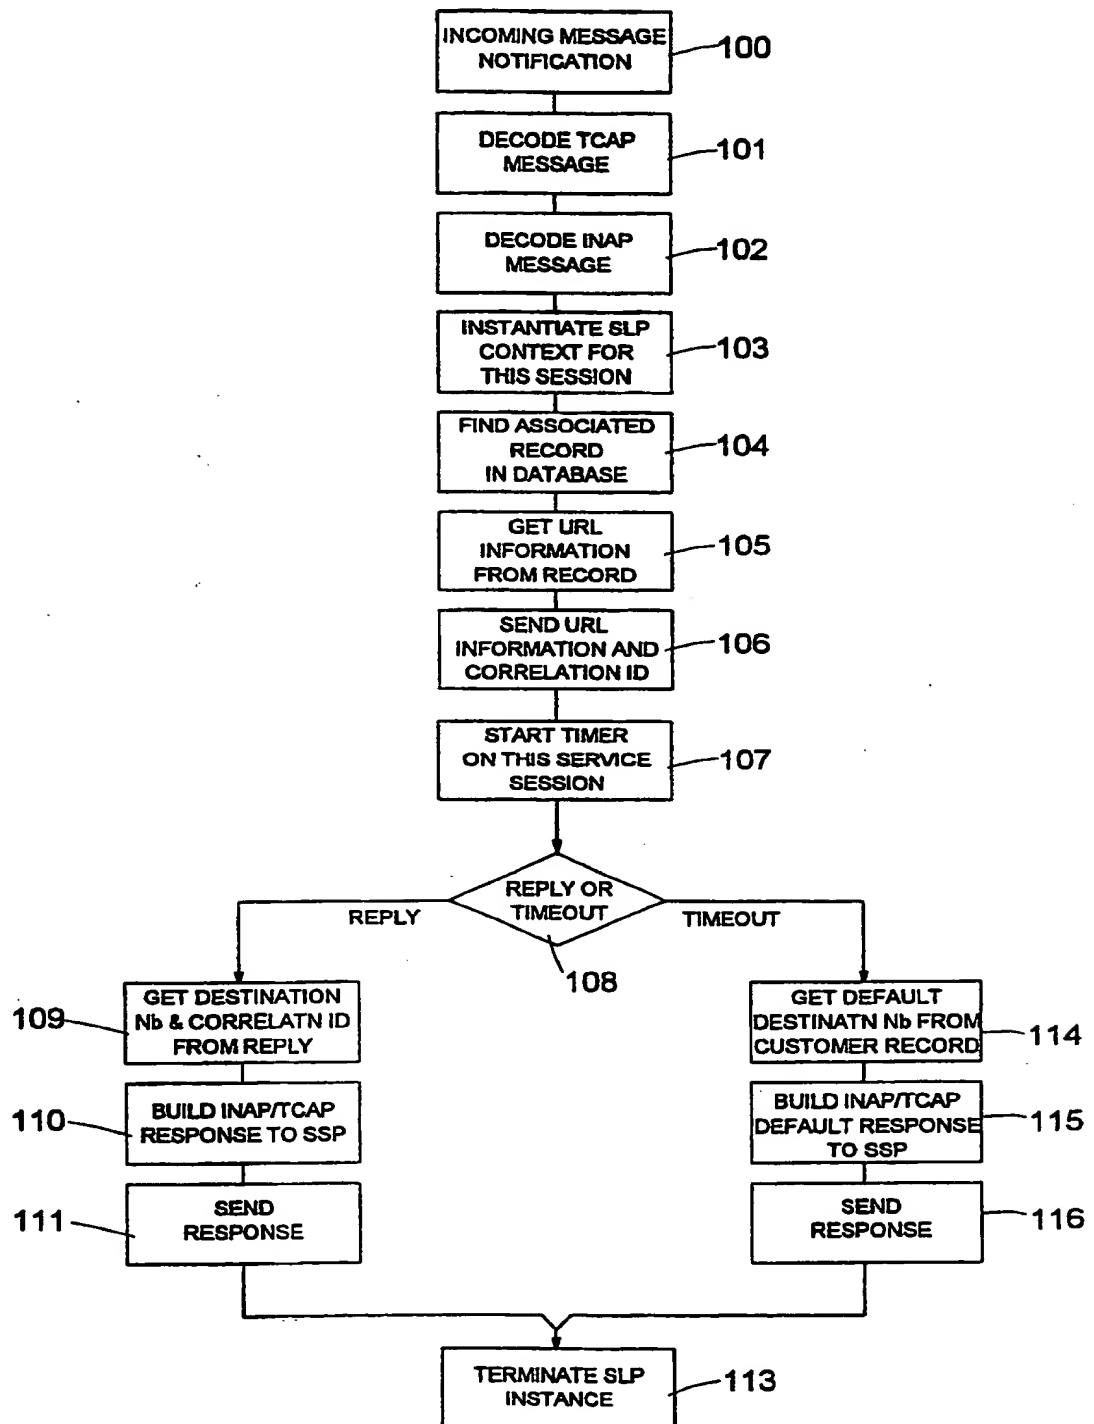 INCOMING MESSAGE
NOTIFICATION
100
DECODE TCAP
MESSAGE
101
DECODE INAP
MESSAGE
102
INSTANTIATE SLP
CONTEXT FOR
THIS SESSION
103
FIND ASSOCIATED
RECORD
IN DATABASE
104
GET URL
INFORMATION
FROM RECORD
105
SEND URL
INFORMATION AND
CORRELATION ID
106
START TIMER
ON THIS SERVICE
SESSION
107
REPLY OR
TIMEOUT
108
REPLY
TIMEOUT
GET DESTINATION
Nb & CORRELATN ID
FROM REPLY
109
BUILD INAP/TCAP
RESPONSE TO SSP
110
SEND
RESPONSE
111
GET DEFAULT
DESTINATN Nb FROM
CUSTOMER RECORD
114
BUILD INAP/TCAP
DEFAULT RESPONSE
TO SSP
115
SEND
RESPONSE
116
TERMINATE SLP
INSTANCE
113